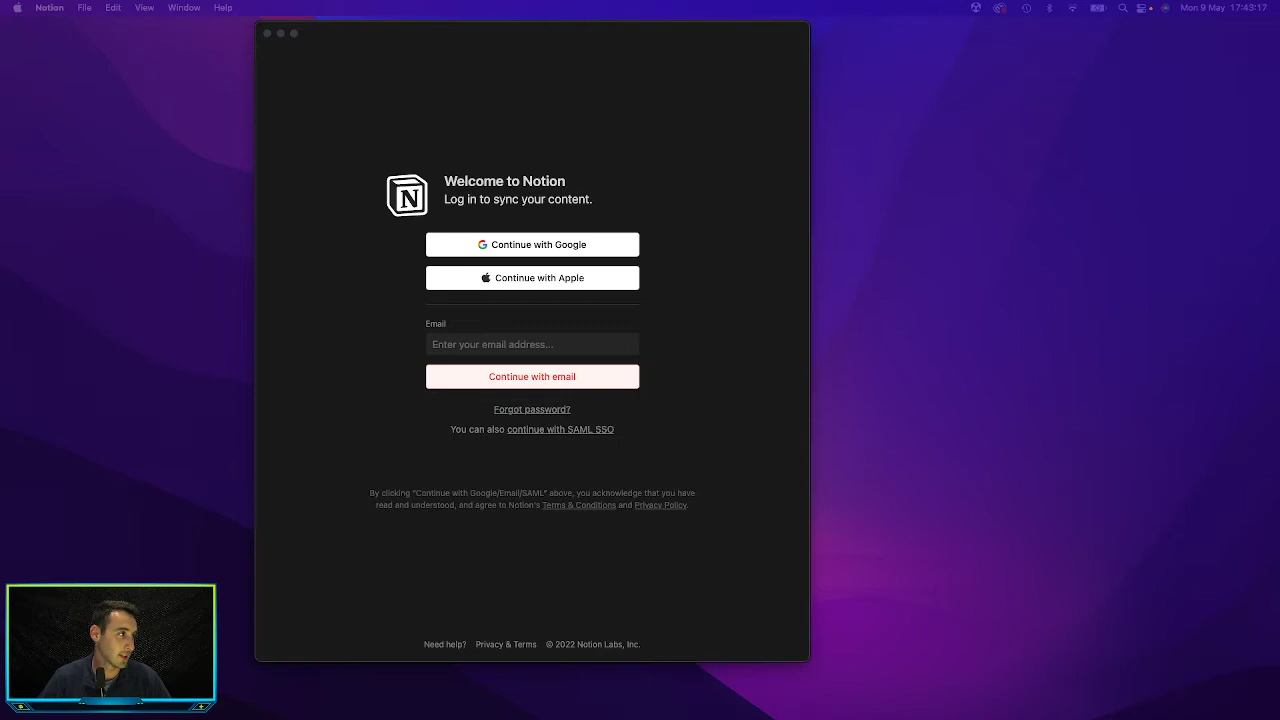 Notion File Edit View Window Help
Mon 9 May 17:43:17
N
Welcome to Notion
Log in to sync your content.
Continue with Google
Continue with Apple
Email
Enter your email address...
Continue with email
Forgot password?
You can also continue with SAML SSO
By clicking "Continue with Google/Email/SAML" above, you acknowledge that you have
read and understood, and agree to Notion's Terms & Conditions and Privacy Policy.
Need help? Privacy & Terms © 2022 Notion Labs, Inc.